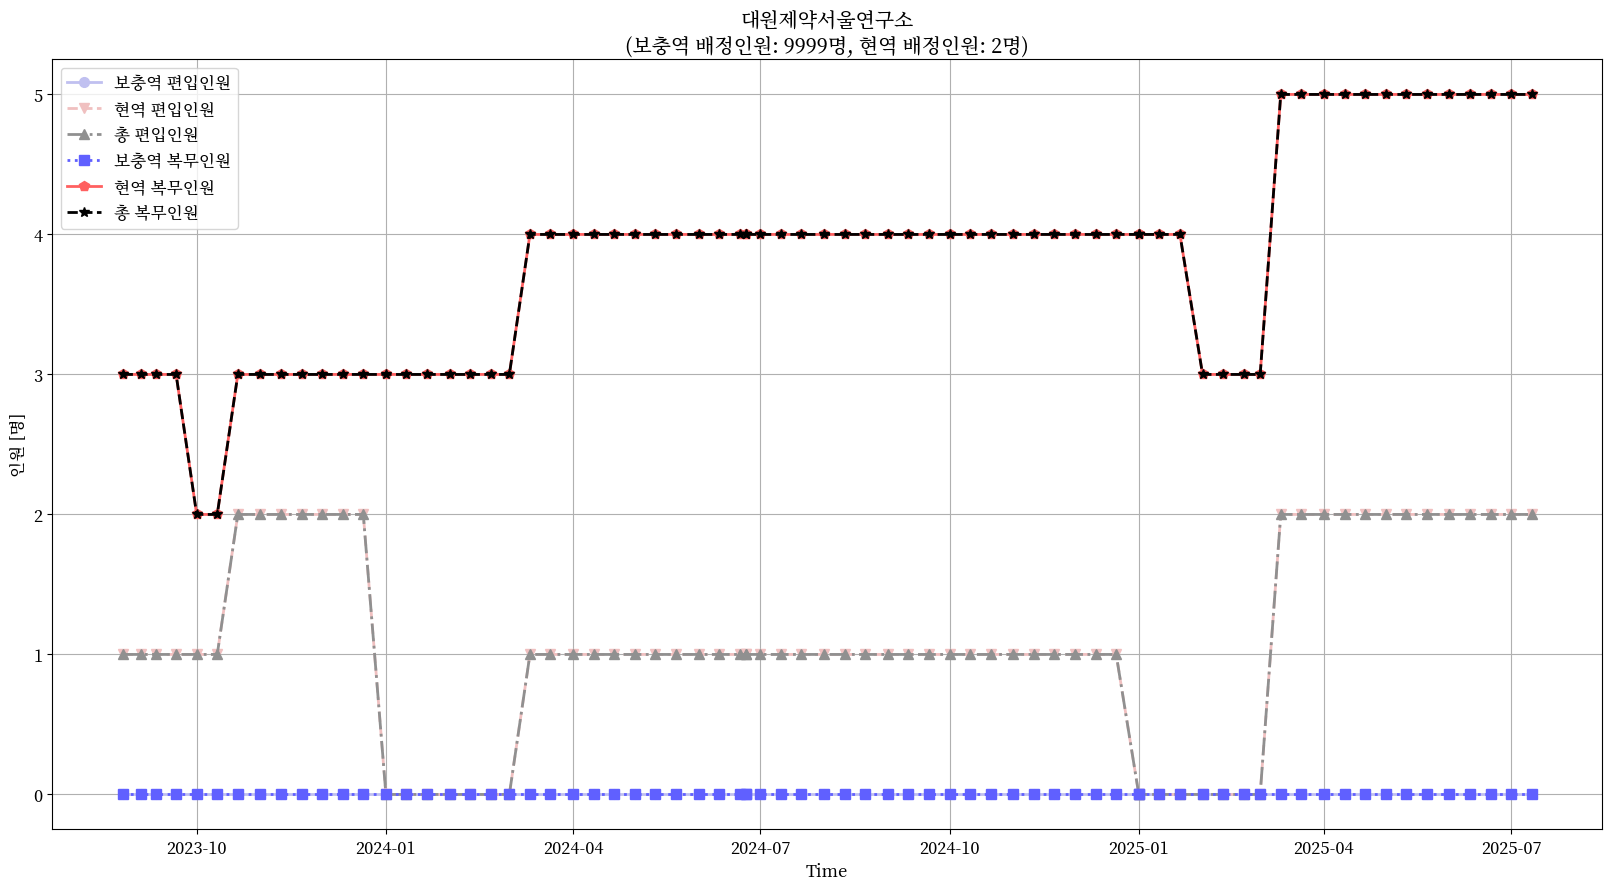 대원제약서울연구소
(보충역 배정인원: 9999명, 현역 배정인원: 2명)
보충역 편입인원
현역 편입인원
총 편입인원
보충역 복무인원
현역 복무인원
총 복무인원
인원 [명]
5
4
3
2
1
0
2023-10
2024-01
2024-04
2024-07
2024-10
2025-01
2025-04
2025-07
Time